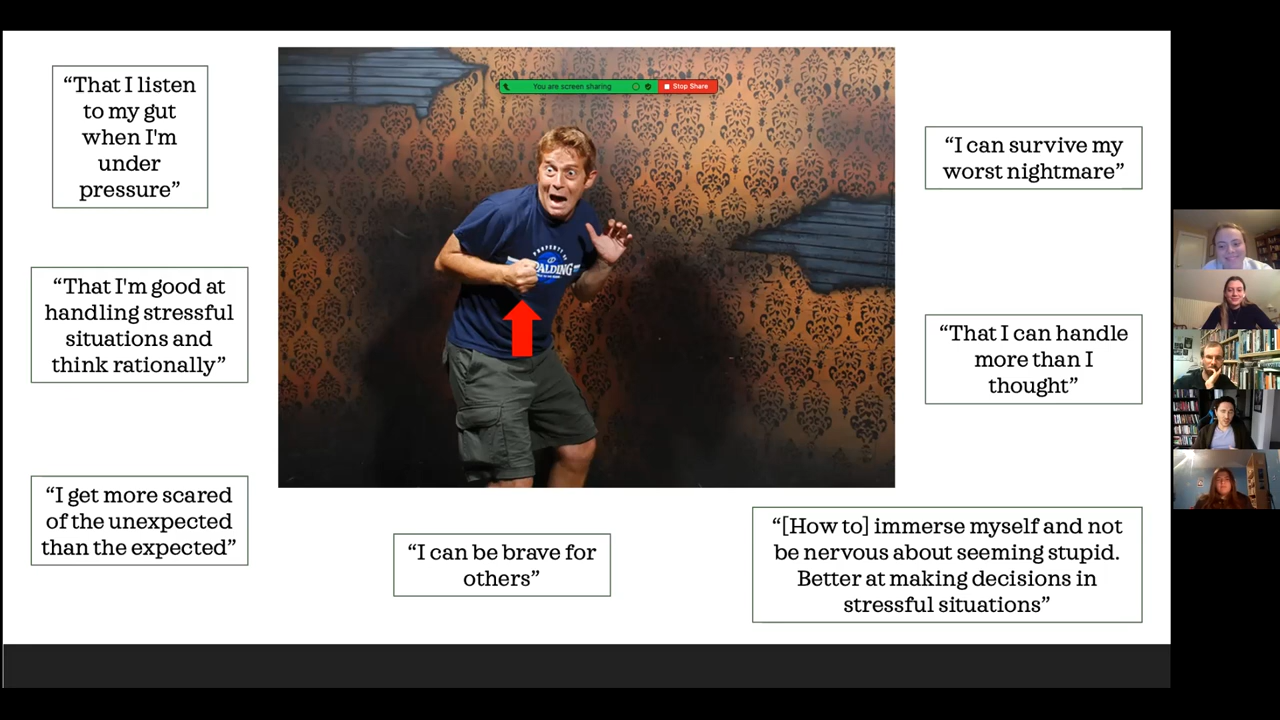 “That I listen
to my gut
when I'm
under
pressure”
“That I'm good at
handling stressful
situations and
think rationally”
“I get more scared
of the unexpected
than the expected”
You are screen sharing
Stop Share
PROPERTY OF
SPALDING
“I can be brave for
others”
“I can survive my
worst nightmare”
“That I can handle
more than I
thought”
“[How to] immerse myself and not
be nervous about seeming stupid.
Better at making decisions in
stressful situations”